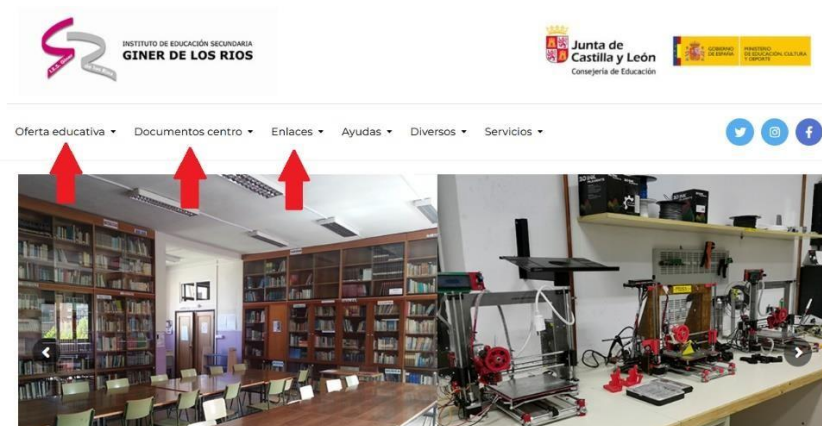 INSTITUTO DE EDUCACIÓN SECUNDARIA
GINER DE LOS RIOS
Junta de
Castilla y León
Consejería de Educación
GOBIERNO
DE ESPAÑA
MINISTERIO
DE EDUCACIÓN, CULTURA
Y DEPORTE
Oferta educativa
Documentos centro
Enlaces
Ayudas
Diversos
Servicios